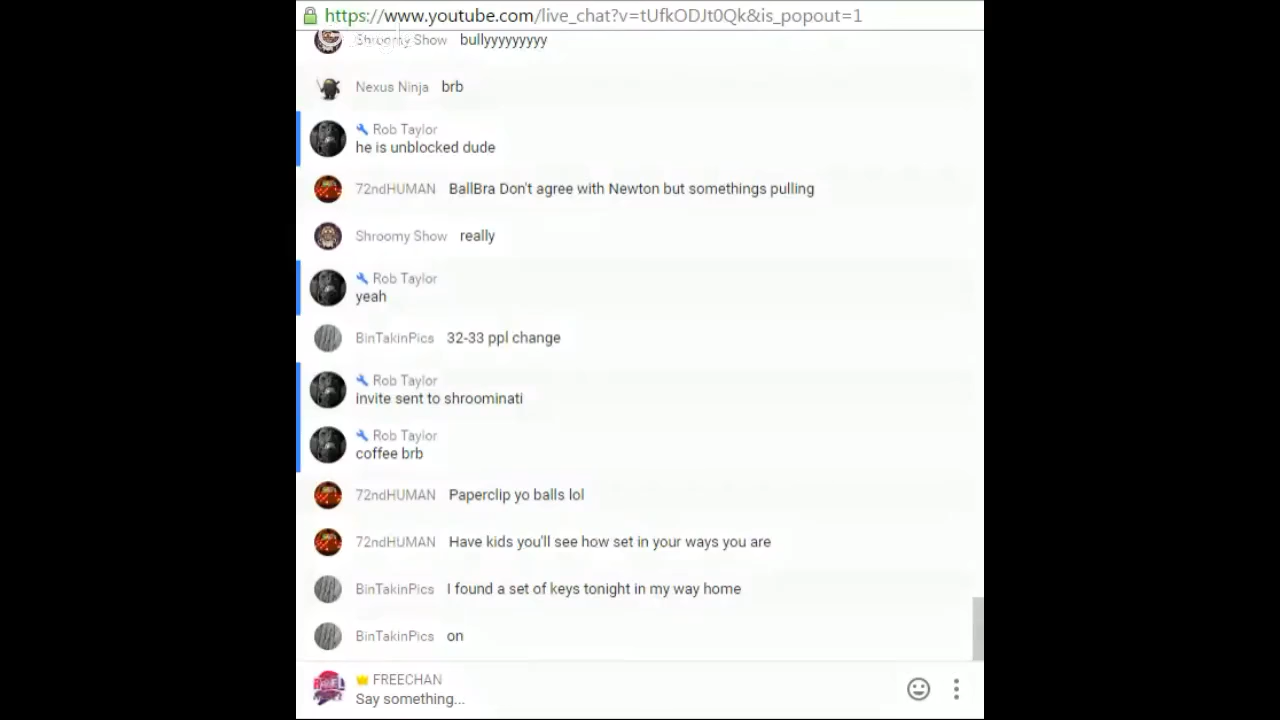 https://www.youtube.com/live_chat?v=tUfkODJt0Qk&is_popout=1
Shroomy Show bullyyyyyyyyy
Nexus Ninja brb
Rob Taylor
he is unblocked dude
72ndHUMAN BallBra Don't agree with Newton but somethings pulling
Shroomy Show really
Rob Taylor
yeah
BinTakinPics 32-33 ppl change
Rob Taylor
invite sent to shroominati
Rob Taylor
coffee brb
72ndHUMAN Paperclip yo balls lol
72ndHUMAN Have kids you'll see how set in your ways you are
BinTakinPics I found a set of keys tonight in my way home
BinTakinPics on
FREECHAN
Say something...